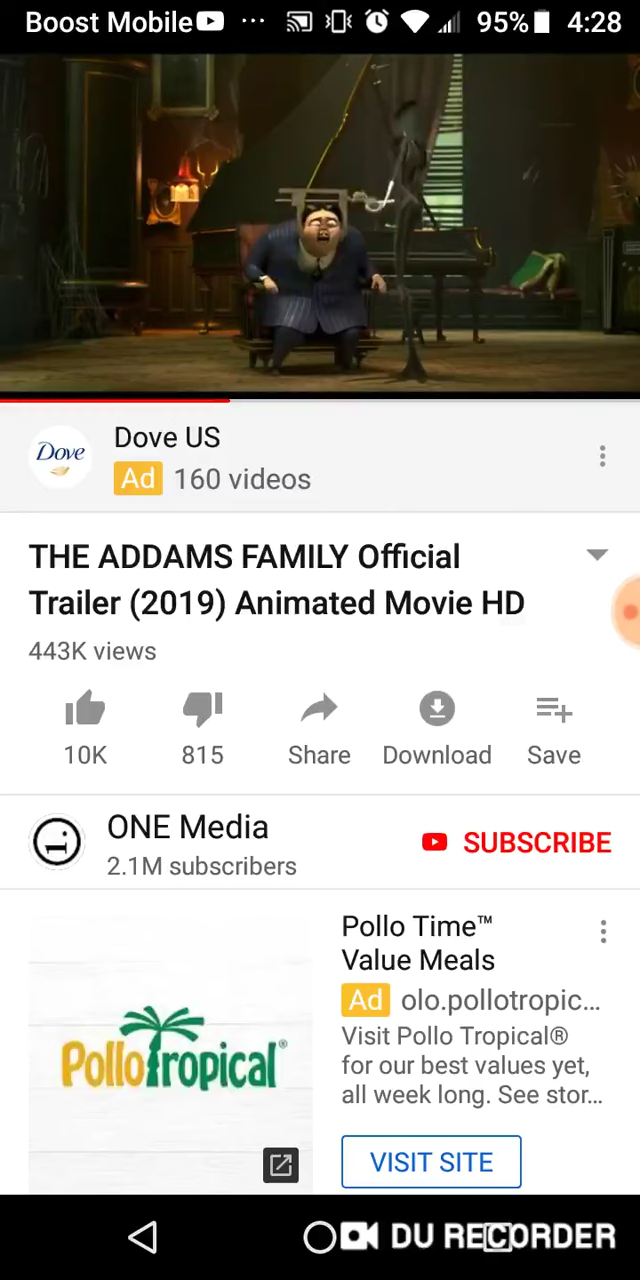 Boost Mobile 95% 4:28
Dove
Dove US
Ad 160 videos
THE ADDAMS FAMILY Official
Trailer (2019) Animated Movie HD
443K views
10K 815 Share Download Save
ONE Media
2.1M subscribers
SUBSCRIBE
Pollo Time™
Value Meals
Ad olo.pollotropic...
Visit Pollo Tropical®
for our best values yet,
all week long. See stor...
PolloTropical®
VISIT SITE
DU RECORDER